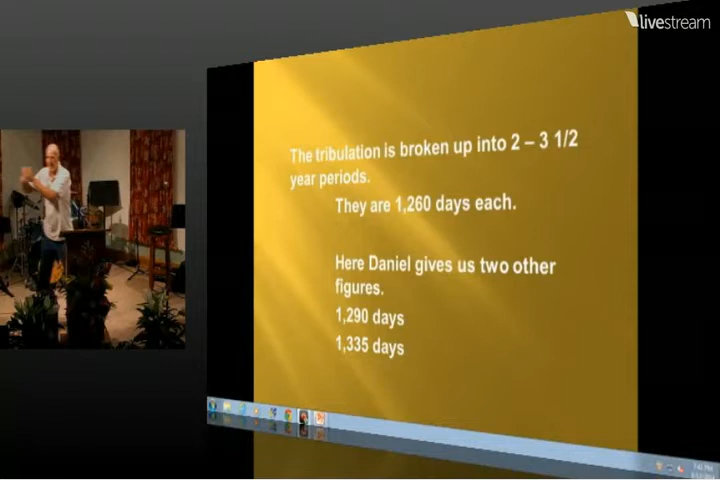 livestream
The tribulation is broken up into 2 – 3 1/2
year periods.
They are 1,260 days each.
Here Daniel gives us two other
figures.
1,290 days
1,335 days